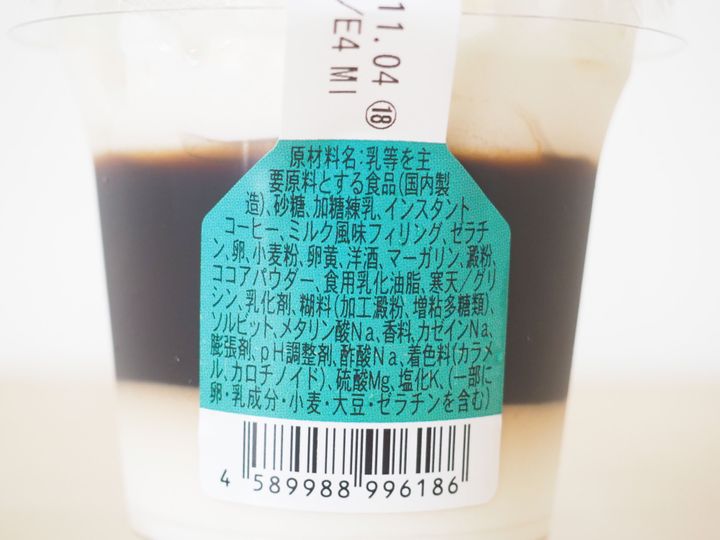 11.04 ⑱
/E4 MI
原材料名:乳等を主
要原料とする食品(国内製
造)、砂糖、加糖練乳、インスタント
コーヒー、ミルク風味フィリング、ゼラチ
ン、卵、小麦粉、卵黄、洋酒、マーガリン、澱粉、
ココアパウダー、食用乳化油脂、寒天/グリ
シン、乳化剤、糊料(加工澱粉、増粘多糖類)、
ソルビット、メタリン酸Na、香料、カゼインNa、
膨張剤、pH調整剤、酢酸Na、着色料(カラメ
ル、カロチノイド)、硫酸Mg、塩化K、(一部に
卵・乳成分・小麦・大豆・ゼラチンを含む)
4 589988 996186